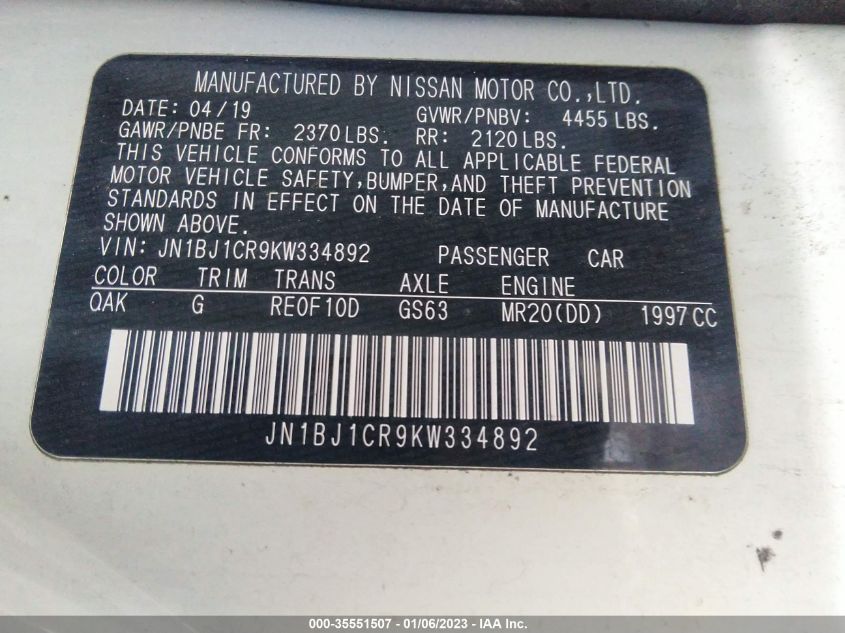 MANUFACTURED BY NISSAN MOTOR CO.,LTD.
DATE: 04/19 GVWR/PNBV: 4455 LBS.
GAWR/PNBE FR: 2370 LBS. RR: 2120 LBS.
THIS VEHICLE CONFORMS TO ALL APPLICABLE FEDERAL
MOTOR VEHICLE SAFETY,BUMPER,AND THEFT PREVENTION
STANDARDS IN EFFECT ON THE DATE OF MANUFACTURE
SHOWN ABOVE.
VIN: JN1BJ1CR9KW334892 PASSENGER CAR
COLOR TRIM TRANS AXLE ENGINE
QAK G RE0F10D GS63 MR20(DD) 1997 CC
JN1BJ1CR9KW334892
000-35551507 - 01/06/2023 - IAA Inc.